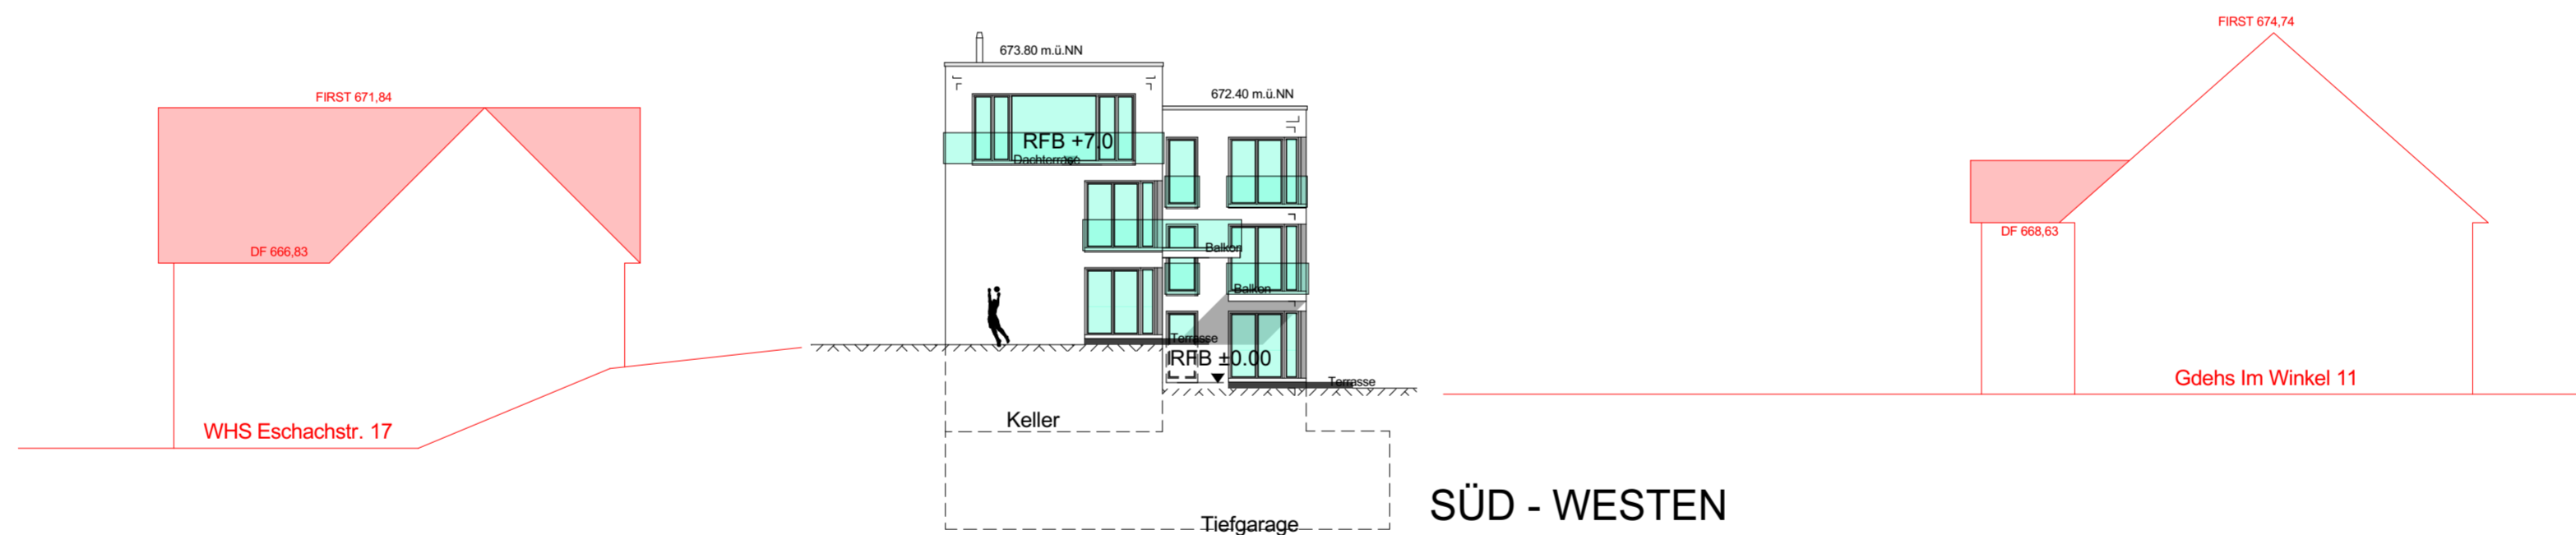 FIRST 674,74
673.80 m.ü.NN
FIRST 671,84
672.40 m.ü.NN
RFB +7.0
Dachterrasse
DF 668,63
Balkon
DF 666,83
Balkon
Terrasse
RFB ±0.00
Terrasse
Gdehs Im Winkel 11
Keller
WHS Eschachstr. 17
SÜD - WESTEN
Tiefgarage